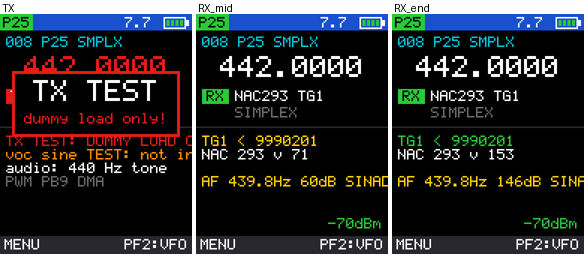 TX
P25 7.7
008 P25 SMPLX
442.0000
TX TEST
dummy load only!
TX TEST: DUMMY LOAD
voc sine TEST: not in
audio: 440 Hz tone
PWM PB9 DMA
MENU PF2:VFO
RX_mid
P25 7.7
008 P25 SMPLX
442.0000
RX NAC293 TG1
SIMPLEX
TG1 < 9990201
NAC 293 v 71
AF 439.8Hz 60dB SINAD
-70dBm
MENU PF2:VFO
RX_end
P25 7.7
008 P25 SMPLX
442.0000
RX NAC293 TG1
SIMPLEX
TG1 < 9990201
NAC 293 v 153
AF 439.8Hz 146dB SIN
-70dBm
MENU PF2:VFO